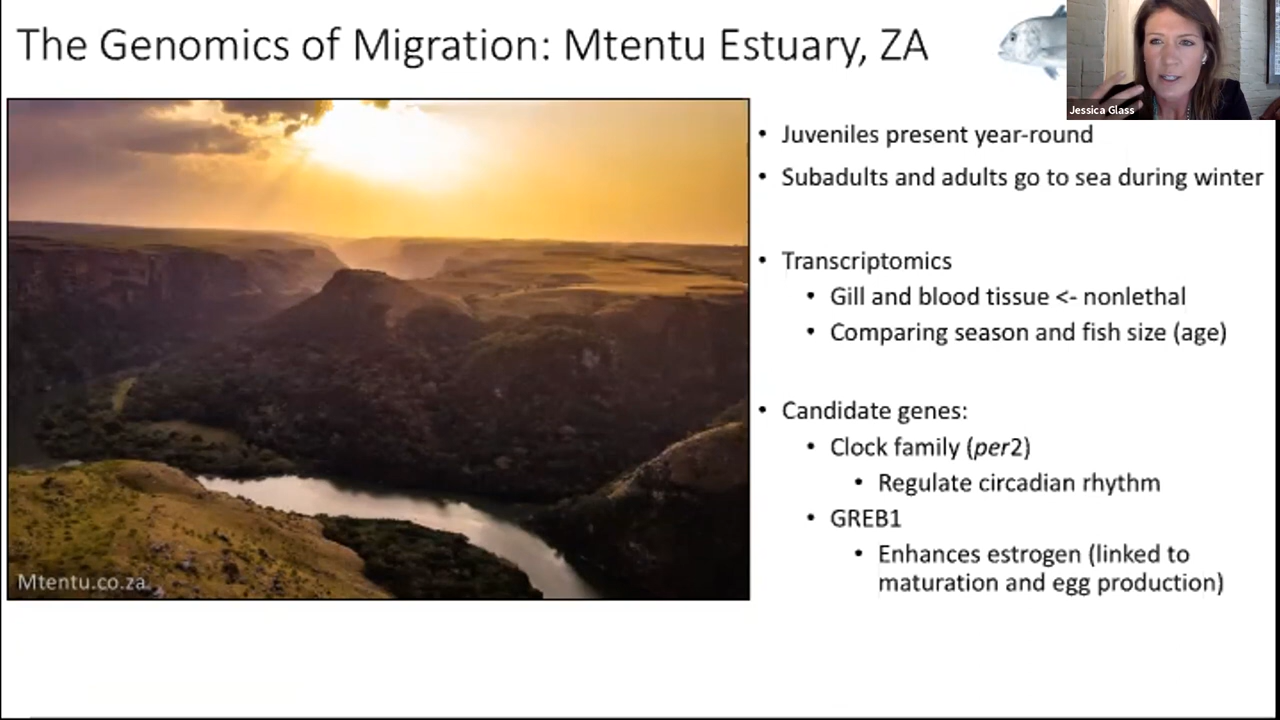 The Genomics of Migration: Mtentu Estuary, ZA
Jessica Glass
• Juveniles present year-round
• Subadults and adults go to sea during winter
• Transcriptomics
• Gill and blood tissue <- nonlethal
• Comparing season and fish size (age)
• Candidate genes:
• Clock family (per2)
• Regulate circadian rhythm
• GREB1
• Enhances estrogen (linked to
maturation and egg production)
Mtentu.co.za